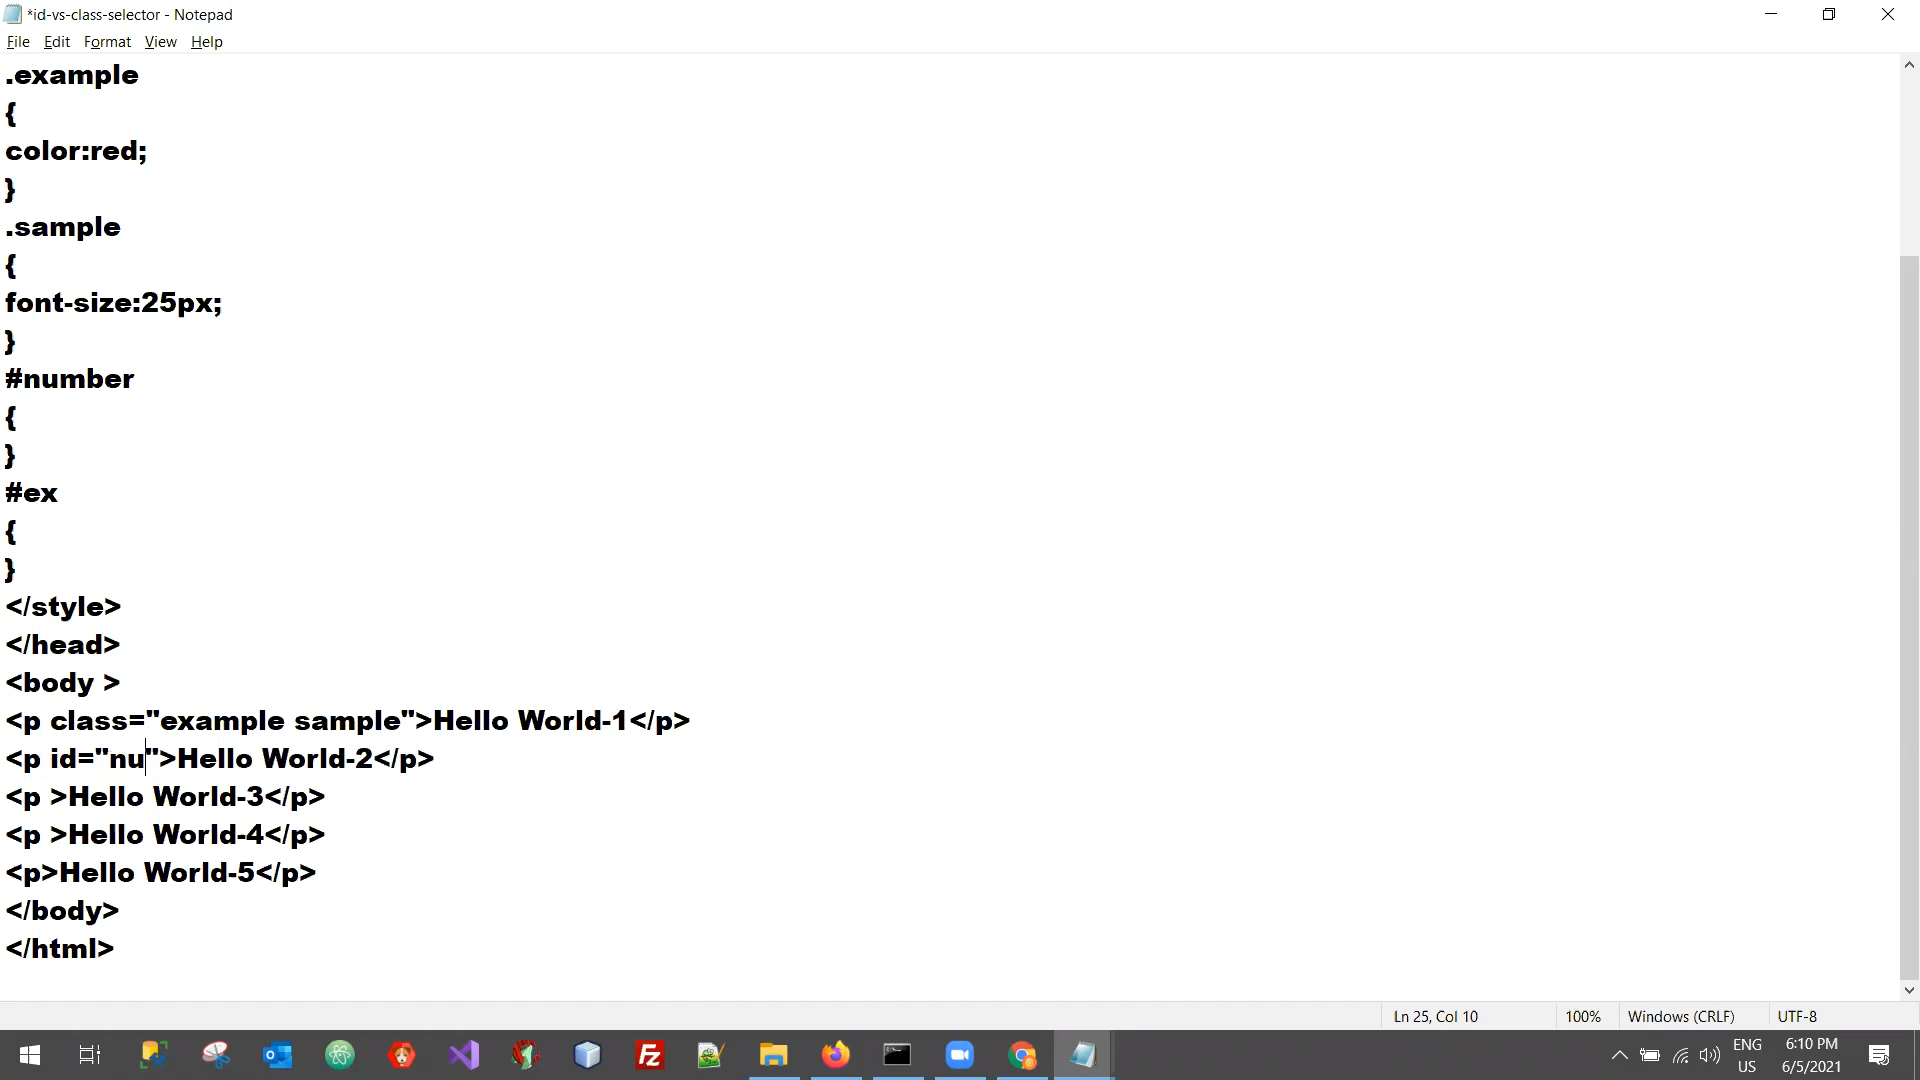 *id-vs-class-selector - Notepad
File Edit Format View Help
.example
{
color:red;
}
.sample
{
font-size:25px;
}
#number
{
}
#ex
{
}
</style>
</head>
<body >
<p class="example sample">Hello World-1</p>
<p id="nu">Hello World-2</p>
<p >Hello World-3</p>
<p >Hello World-4</p>
<p>Hello World-5</p>
</body>
</html>
Ln 25, Col 10 100% Windows (CRLF) UTF-8
Fz
ENG 6:10 PM
US 6/5/2021